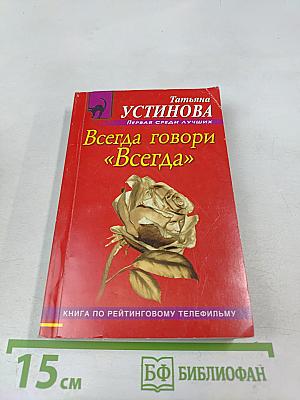 Татьяна
УСТИНОВА
Первая среди лучших
Всегда говори
«Всегда»
КНИГА ПО РЕЙТИНГОВОМУ ТЕЛЕФИЛЬМУ
15 см
БФ БИБЛИОФАН